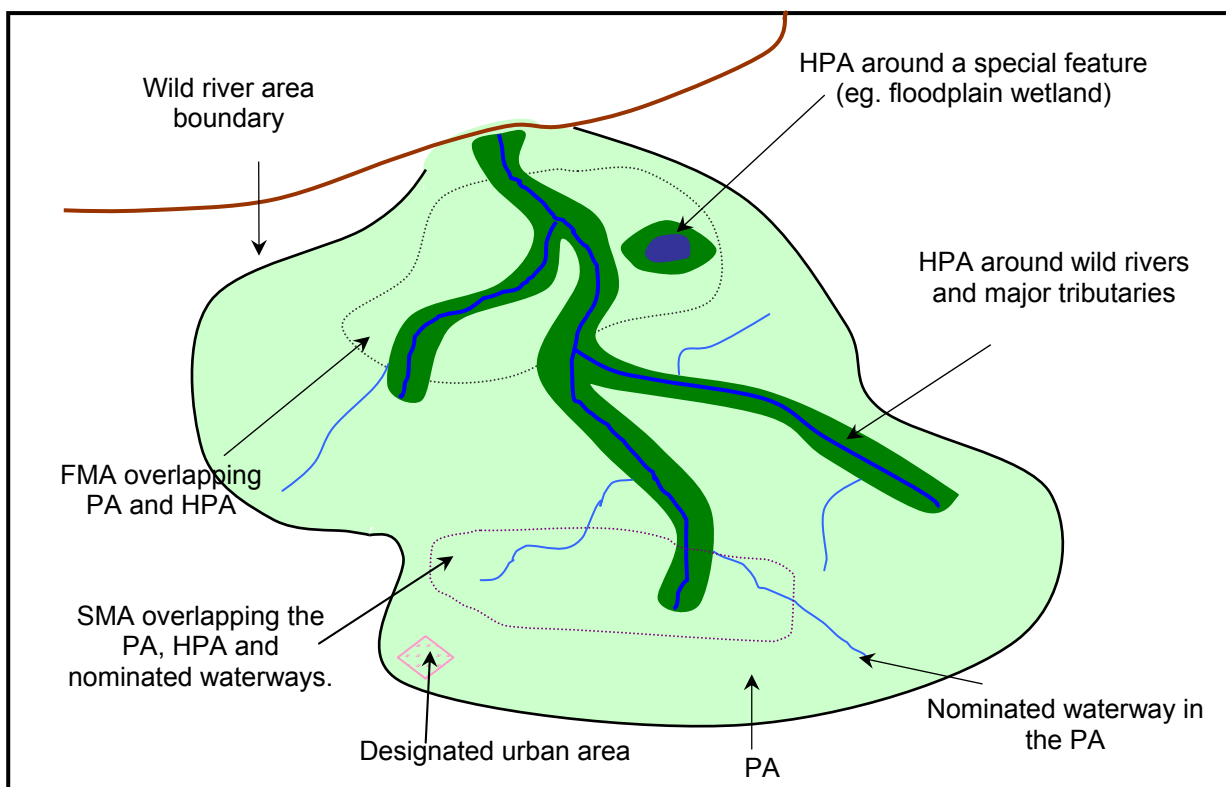 Wild river area
boundary
HPA around a special feature
(eg. floodplain wetland)
HPA around wild rivers
and major tributaries
FMA overlapping
PA and HPA
SMA overlapping the
PA, HPA and
nominated waterways.
Designated urban area
PA
Nominated waterway in
the PA